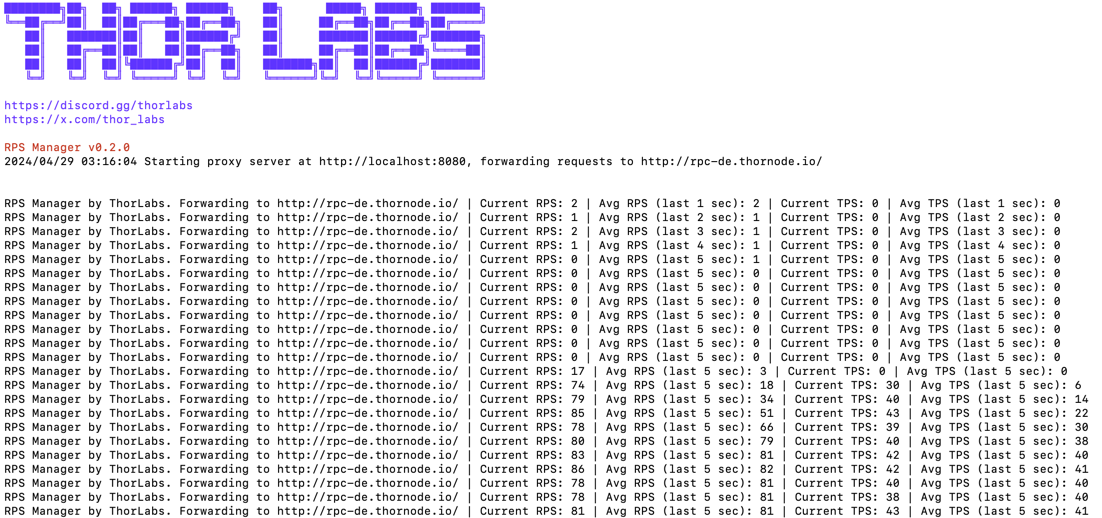 THOR LABS
https://discord.gg/thorlabs
https://x.com/thor_labs
RPS Manager v0.2.0
2024/04/29 03:16:04 Starting proxy server at http://localhost:8080, forwarding requests to http://rpc-de.thornode.io/
RPS Manager by ThorLabs. Forwarding to http://rpc-de.thornode.io/ | Current RPS: 2 | Avg RPS (last 1 sec): 2 | Current TPS: 0 | Avg TPS (last 1 sec): 0
RPS Manager by ThorLabs. Forwarding to http://rpc-de.thornode.io/ | Current RPS: 1 | Avg RPS (last 2 sec): 1 | Current TPS: 0 | Avg TPS (last 2 sec): 0
RPS Manager by ThorLabs. Forwarding to http://rpc-de.thornode.io/ | Current RPS: 2 | Avg RPS (last 3 sec): 1 | Current TPS: 0 | Avg TPS (last 3 sec): 0
RPS Manager by ThorLabs. Forwarding to http://rpc-de.thornode.io/ | Current RPS: 1 | Avg RPS (last 4 sec): 1 | Current TPS: 0 | Avg TPS (last 4 sec): 0
RPS Manager by ThorLabs. Forwarding to http://rpc-de.thornode.io/ | Current RPS: 0 | Avg RPS (last 5 sec): 1 | Current TPS: 0 | Avg TPS (last 5 sec): 0
RPS Manager by ThorLabs. Forwarding to http://rpc-de.thornode.io/ | Current RPS: 0 | Avg RPS (last 5 sec): 0 | Current TPS: 0 | Avg TPS (last 5 sec): 0
RPS Manager by ThorLabs. Forwarding to http://rpc-de.thornode.io/ | Current RPS: 0 | Avg RPS (last 5 sec): 0 | Current TPS: 0 | Avg TPS (last 5 sec): 0
RPS Manager by ThorLabs. Forwarding to http://rpc-de.thornode.io/ | Current RPS: 0 | Avg RPS (last 5 sec): 0 | Current TPS: 0 | Avg TPS (last 5 sec): 0
RPS Manager by ThorLabs. Forwarding to http://rpc-de.thornode.io/ | Current RPS: 0 | Avg RPS (last 5 sec): 0 | Current TPS: 0 | Avg TPS (last 5 sec): 0
RPS Manager by ThorLabs. Forwarding to http://rpc-de.thornode.io/ | Current RPS: 0 | Avg RPS (last 5 sec): 0 | Current TPS: 0 | Avg TPS (last 5 sec): 0
RPS Manager by ThorLabs. Forwarding to http://rpc-de.thornode.io/ | Current RPS: 0 | Avg RPS (last 5 sec): 0 | Current TPS: 0 | Avg TPS (last 5 sec): 0
RPS Manager by ThorLabs. Forwarding to http://rpc-de.thornode.io/ | Current RPS: 0 | Avg RPS (last 5 sec): 0 | Current TPS: 0 | Avg TPS (last 5 sec): 0
RPS Manager by ThorLabs. Forwarding to http://rpc-de.thornode.io/ | Current RPS: 17 | Avg RPS (last 5 sec): 3 | Current TPS: 0 | Avg TPS (last 5 sec): 0
RPS Manager by ThorLabs. Forwarding to http://rpc-de.thornode.io/ | Current RPS: 74 | Avg RPS (last 5 sec): 18 | Current TPS: 30 | Avg TPS (last 5 sec): 6
RPS Manager by ThorLabs. Forwarding to http://rpc-de.thornode.io/ | Current RPS: 79 | Avg RPS (last 5 sec): 34 | Current TPS: 40 | Avg TPS (last 5 sec): 14
RPS Manager by ThorLabs. Forwarding to http://rpc-de.thornode.io/ | Current RPS: 85 | Avg RPS (last 5 sec): 51 | Current TPS: 43 | Avg TPS (last 5 sec): 22
RPS Manager by ThorLabs. Forwarding to http://rpc-de.thornode.io/ | Current RPS: 78 | Avg RPS (last 5 sec): 66 | Current TPS: 39 | Avg TPS (last 5 sec): 30
RPS Manager by ThorLabs. Forwarding to http://rpc-de.thornode.io/ | Current RPS: 80 | Avg RPS (last 5 sec): 79 | Current TPS: 40 | Avg TPS (last 5 sec): 38
RPS Manager by ThorLabs. Forwarding to http://rpc-de.thornode.io/ | Current RPS: 83 | Avg RPS (last 5 sec): 81 | Current TPS: 42 | Avg TPS (last 5 sec): 40
RPS Manager by ThorLabs. Forwarding to http://rpc-de.thornode.io/ | Current RPS: 86 | Avg RPS (last 5 sec): 82 | Current TPS: 42 | Avg TPS (last 5 sec): 41
RPS Manager by ThorLabs. Forwarding to http://rpc-de.thornode.io/ | Current RPS: 78 | Avg RPS (last 5 sec): 81 | Current TPS: 40 | Avg TPS (last 5 sec): 40
RPS Manager by ThorLabs. Forwarding to http://rpc-de.thornode.io/ | Current RPS: 78 | Avg RPS (last 5 sec): 81 | Current TPS: 38 | Avg TPS (last 5 sec): 40
RPS Manager by ThorLabs. Forwarding to http://rpc-de.thornode.io/ | Current RPS: 81 | Avg RPS (last 5 sec): 81 | Current TPS: 43 | Avg TPS (last 5 sec): 41